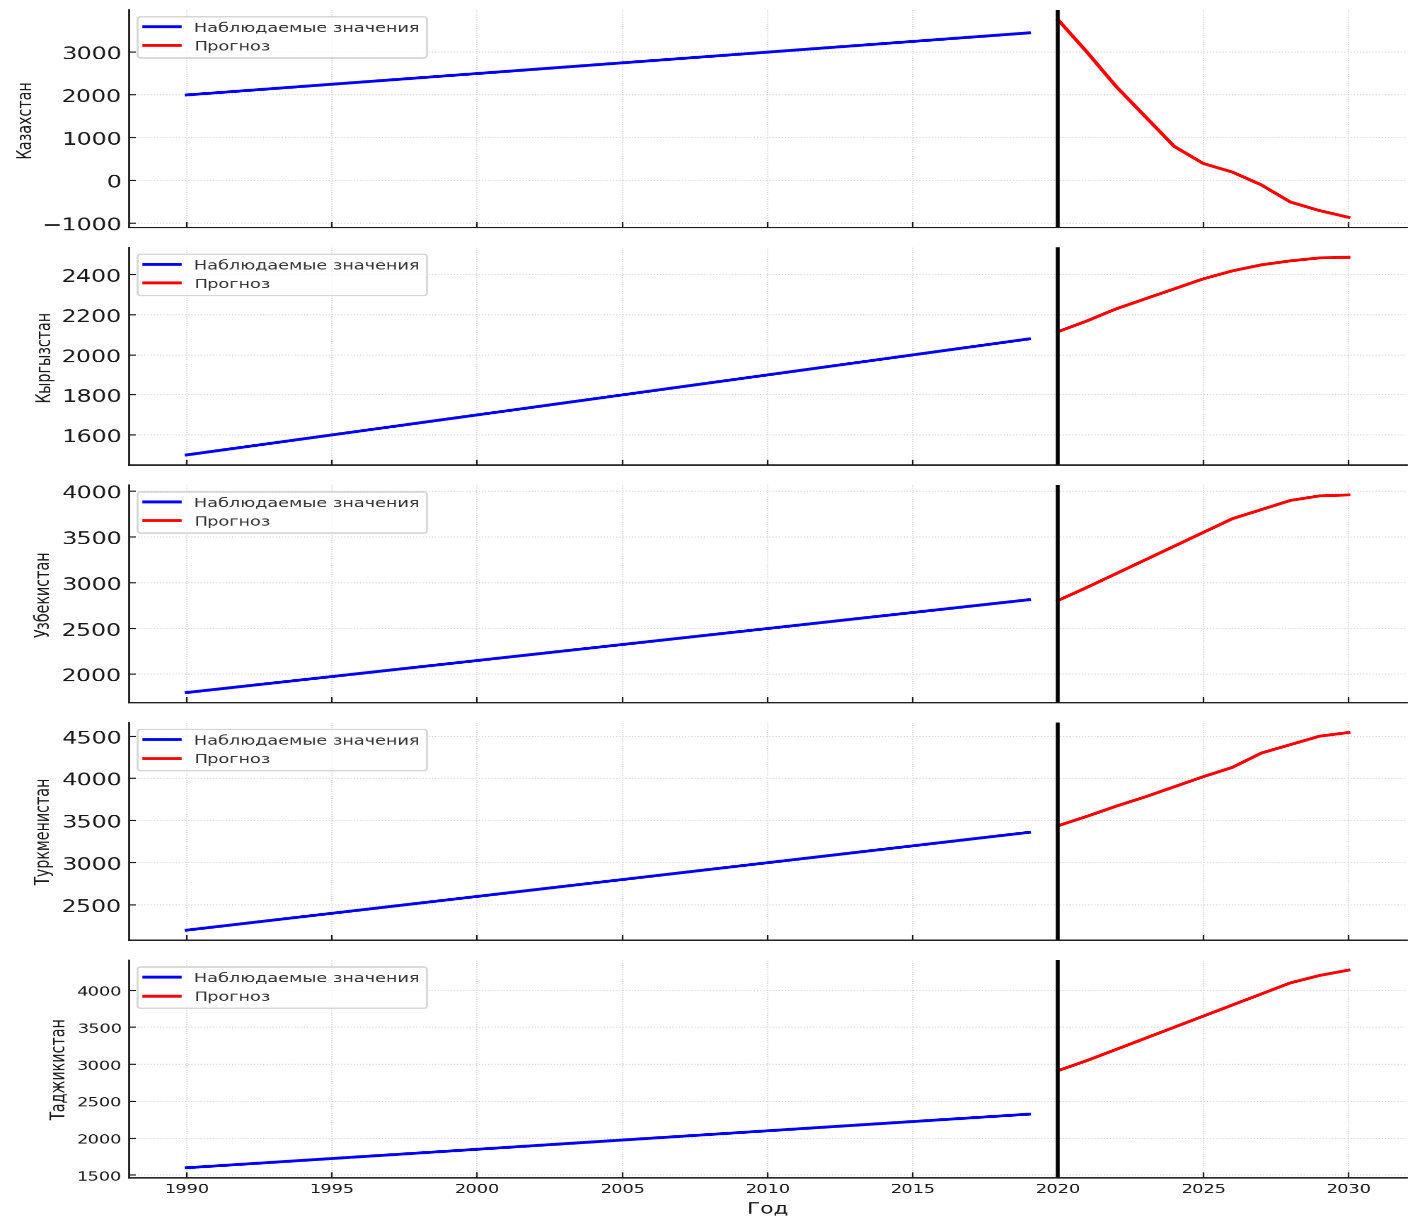 Казахстан
Наблюдаемые значения
Прогноз
3000
2000
1000
0
−1000
Кыргызстан
Наблюдаемые значения
Прогноз
2400
2200
2000
1800
1600
Узбекистан
Наблюдаемые значения
Прогноз
4000
3500
3000
2500
2000
Туркменистан
Наблюдаемые значения
Прогноз
4500
4000
3500
3000
2500
Таджикистан
Наблюдаемые значения
Прогноз
4000
3500
3000
2500
2000
1500
1990 1995 2000 2005 2010 2015 2020 2025 2030
Год